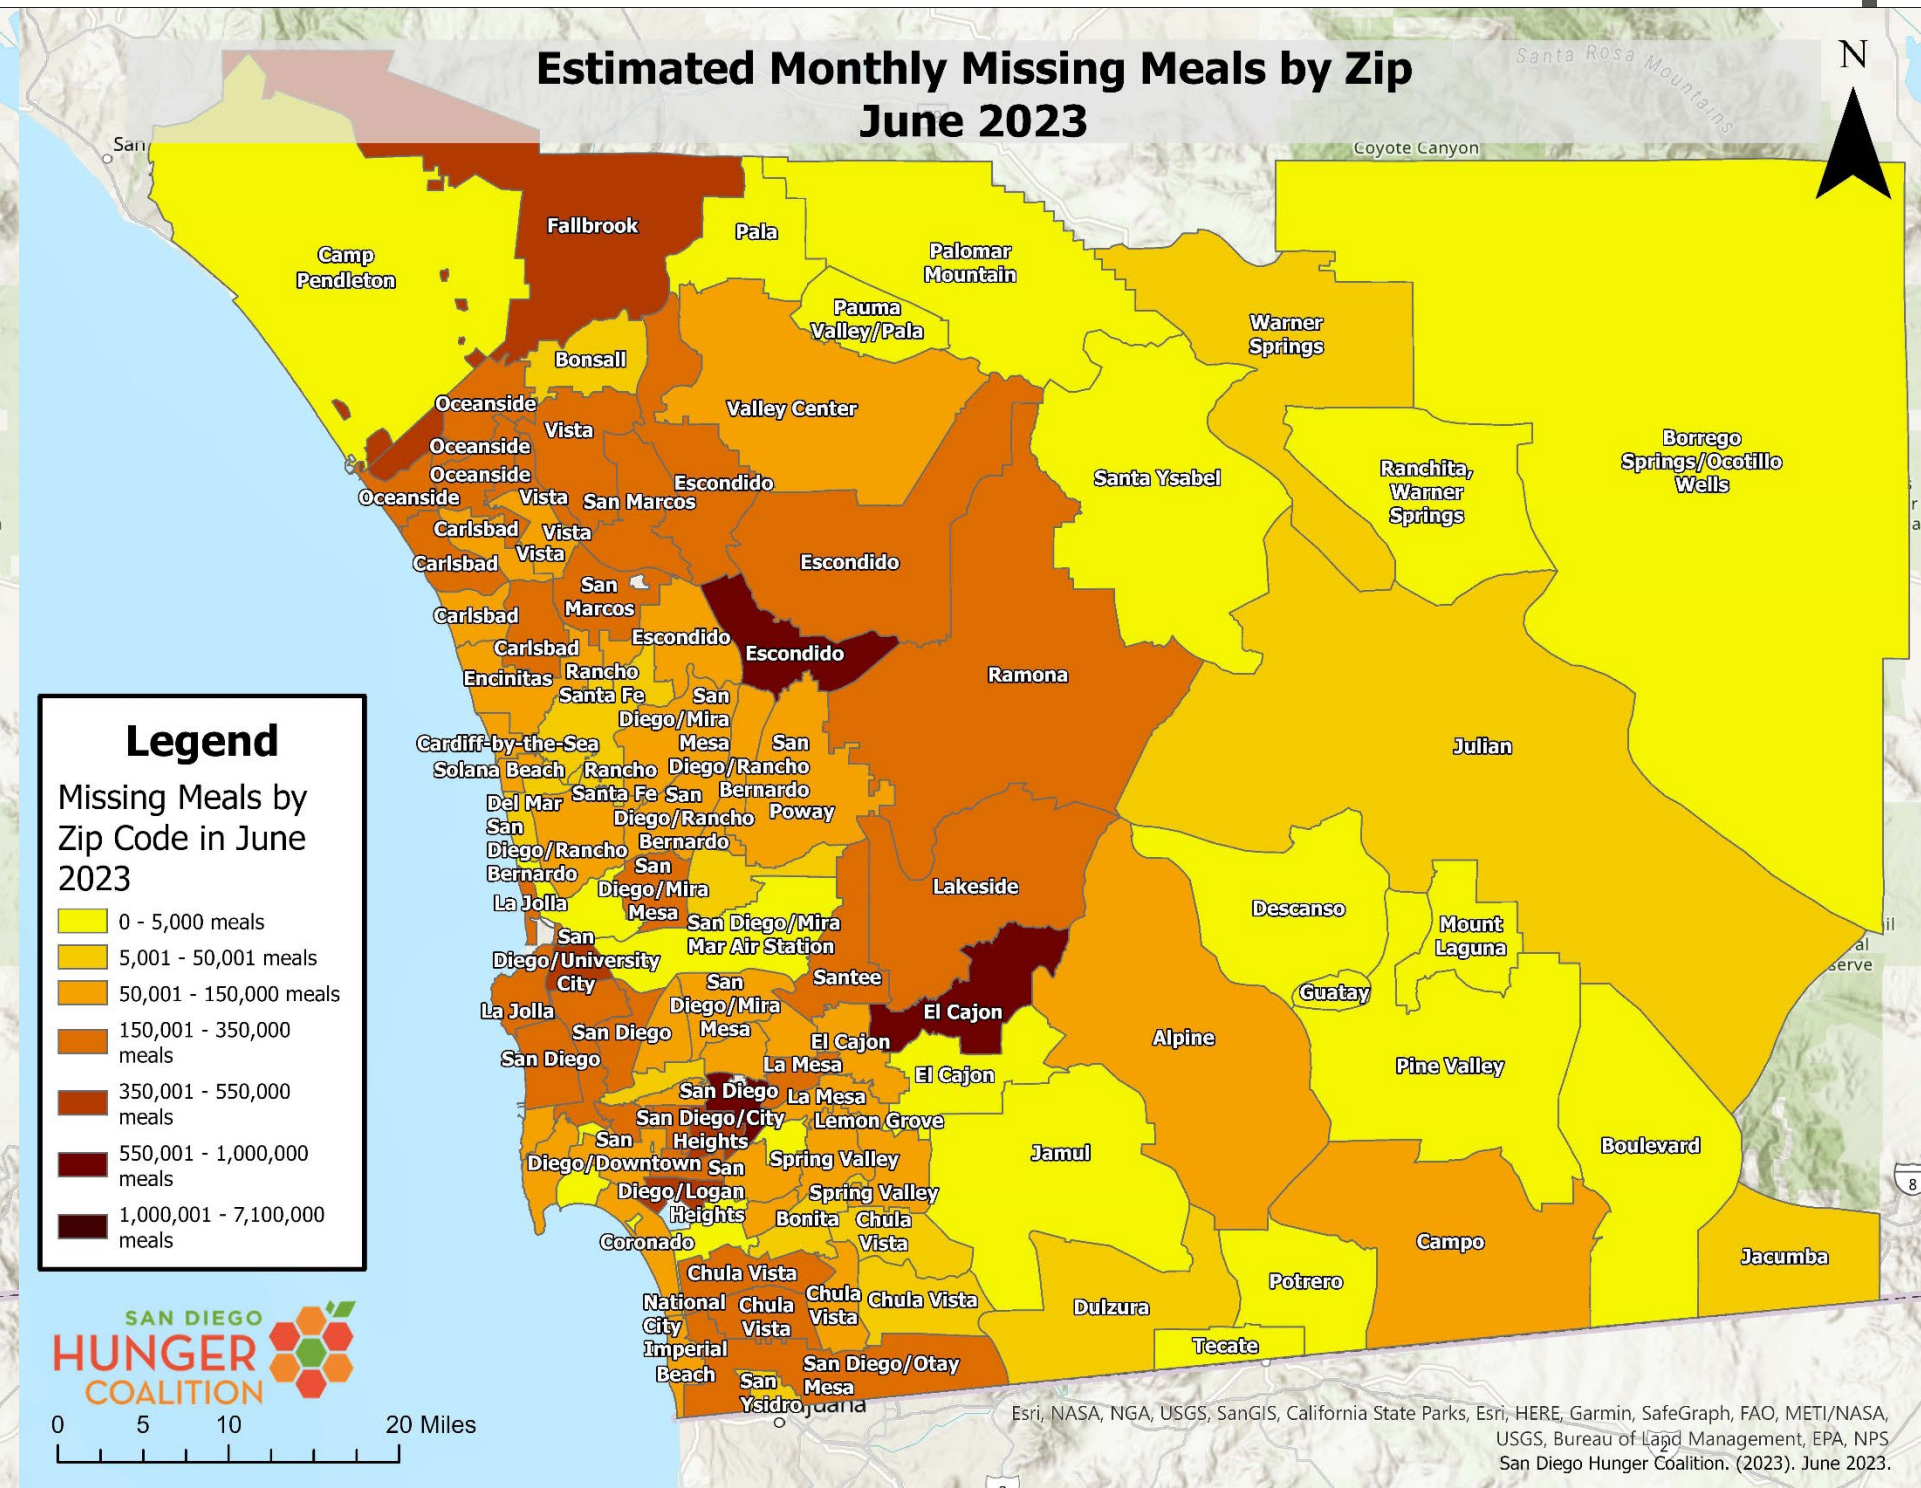 Estimated Monthly Missing Meals by Zip
June 2023
N
Santa Rosa Mountains
Coyote Canyon
San
Fallbrook
Pala
Camp
Pendleton
Palomar
Mountain
Pauma
Valley/Pala
Warner
Springs
Bonsall
Oceanside
Valley Center
Vista
Oceanside
Borrego
Springs/Ocotillo
Wells
Oceanside
Escondido
Santa Ysabel
Ranchita,
Warner
Springs
Oceanside
Vista
San Marcos
Carlsbad
Vista
Vista
Carlsbad
Escondido
San
Marcos
Carlsbad
Escondido
Carlsbad
Escondido
Encinitas
Rancho
Santa Fe
Ramona
San
Diego/Mira
Mesa
Cardiff-by-the-Sea
San
Diego/Rancho
Bernardo
Julian
Solana Beach
Rancho
Santa Fe
San
Diego/Rancho
Bernardo
Poway
Del Mar
San
Diego/Rancho
Bernardo
San
Diego/Mira
Mesa
Lakeside
La Jolla
Descanso
Mount
Laguna
San Diego/Mira
Mar Air Station
San
Diego/University
City
Santee
San
Diego/Mira
Mesa
Guatay
La Jolla
El Cajon
San Diego
El Cajon
Alpine
San Diego
La Mesa
El Cajon
Pine Valley
San Diego
La Mesa
San Diego/City
Heights
Lemon Grove
San
Diego/Downtown
Jamul
Boulevard
Spring Valley
San
Diego/Logan
Heights
Spring Valley
Bonita
Chula
Vista
Coronado
Campo
Jacumba
Chula Vista
Potrero
National
City
Chula
Vista
Chula
Vista
Chula Vista
Dulzura
Imperial
Beach
San Diego/Otay
Mesa
Tecate
San
Ysidro
juana
8
2
Legend
Missing Meals by
Zip Code in June
2023
0 - 5,000 meals
5,001 - 50,001 meals
50,001 - 150,000 meals
150,001 - 350,000
meals
350,001 - 550,000
meals
550,001 - 1,000,000
meals
1,000,001 - 7,100,000
meals
SAN DIEGO
HUNGER
COALITION
0 5 10 20 Miles
Esri, NASA, NGA, USGS, SanGIS, California State Parks, Esri, HERE, Garmin, SafeGraph, FAO, METI/NASA,
USGS, Bureau of Land Management, EPA, NPS
San Diego Hunger Coalition. (2023). June 2023.